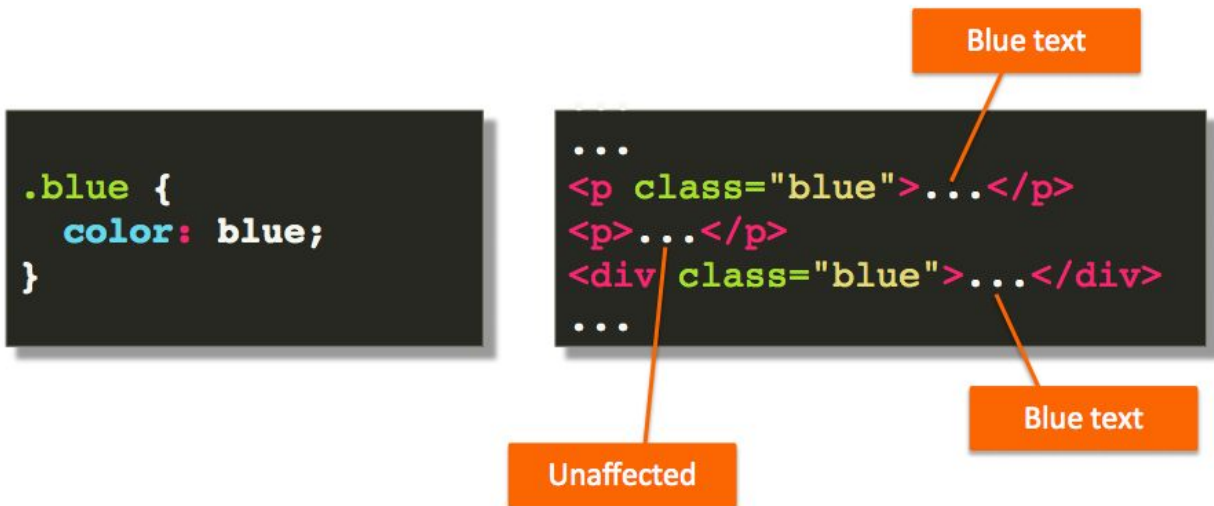 Blue text
.blue {
  color: blue;
}
...
...
<p class="blue">...</p>
<p>...</p>
<div class="blue">...</div>
...
Blue text
Unaffected